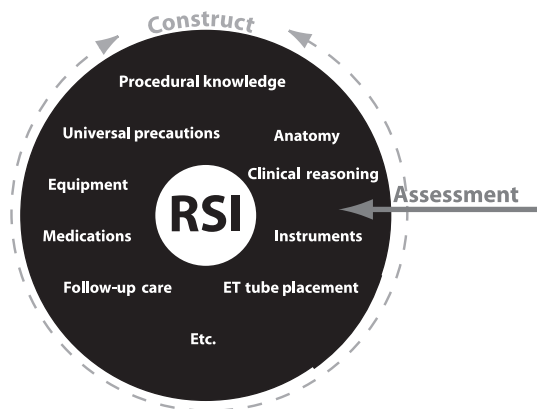 Construct
Procedural knowledge
Universal precautions
Anatomy
Clinical reasoning
Equipment
Assessment
RSI
Medications
Instruments
Follow-up care
ET tube placement
Etc.